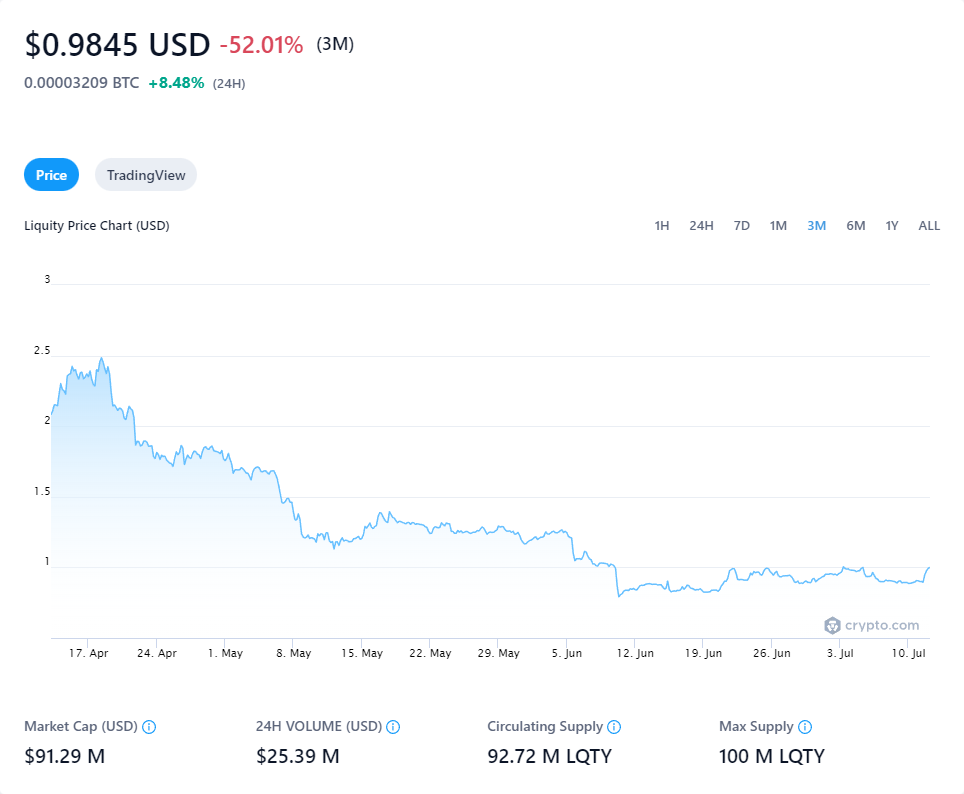 $0.9845 USD -52.01% (3M)
0.00003209 BTC +8.48% (24H)
Price TradingView
Liquity Price Chart (USD) 1H 24H 7D 1M 3M 6M 1Y ALL
3
2.5
2
1.5
1
crypto.com
17. Apr 24. Apr 1. May 8. May 15. May 22. May 29. May 5. Jun 12. Jun 19. Jun 26. Jun 3. Jul 10. Jul
Market Cap (USD) 24H VOLUME (USD) Circulating Supply Max Supply
$91.29 M $25.39 M 92.72 M LQTY 100 M LQTY